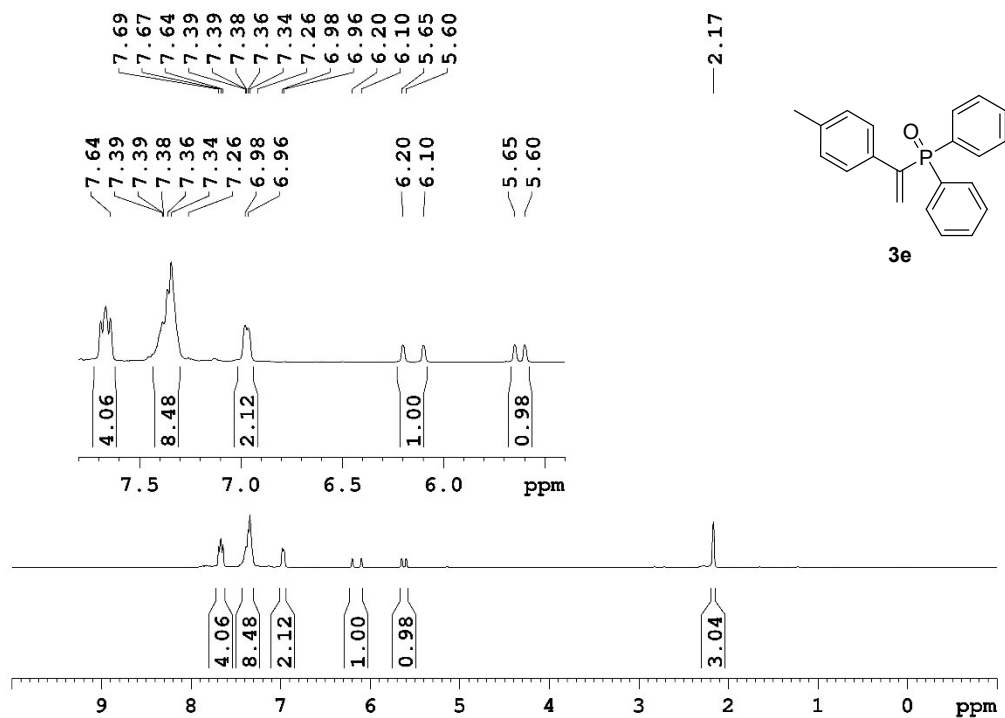 7.69 7.67 7.64 7.39 7.39 7.38 7.36 7.34 7.26 6.98 6.96 6.20 6.10 5.65 5.60 2.17
O
P
3e
7.64 7.39 7.39 7.38 7.36 7.34 7.26 6.98 6.96 6.20 6.10 5.65 5.60
4.06 8.48 2.12 1.00 0.98
7.5 7.0 6.5 6.0 ppm
4.06 8.48 2.12 1.00 0.98 3.04
9 8 7 6 5 4 3 2 1 0 ppm